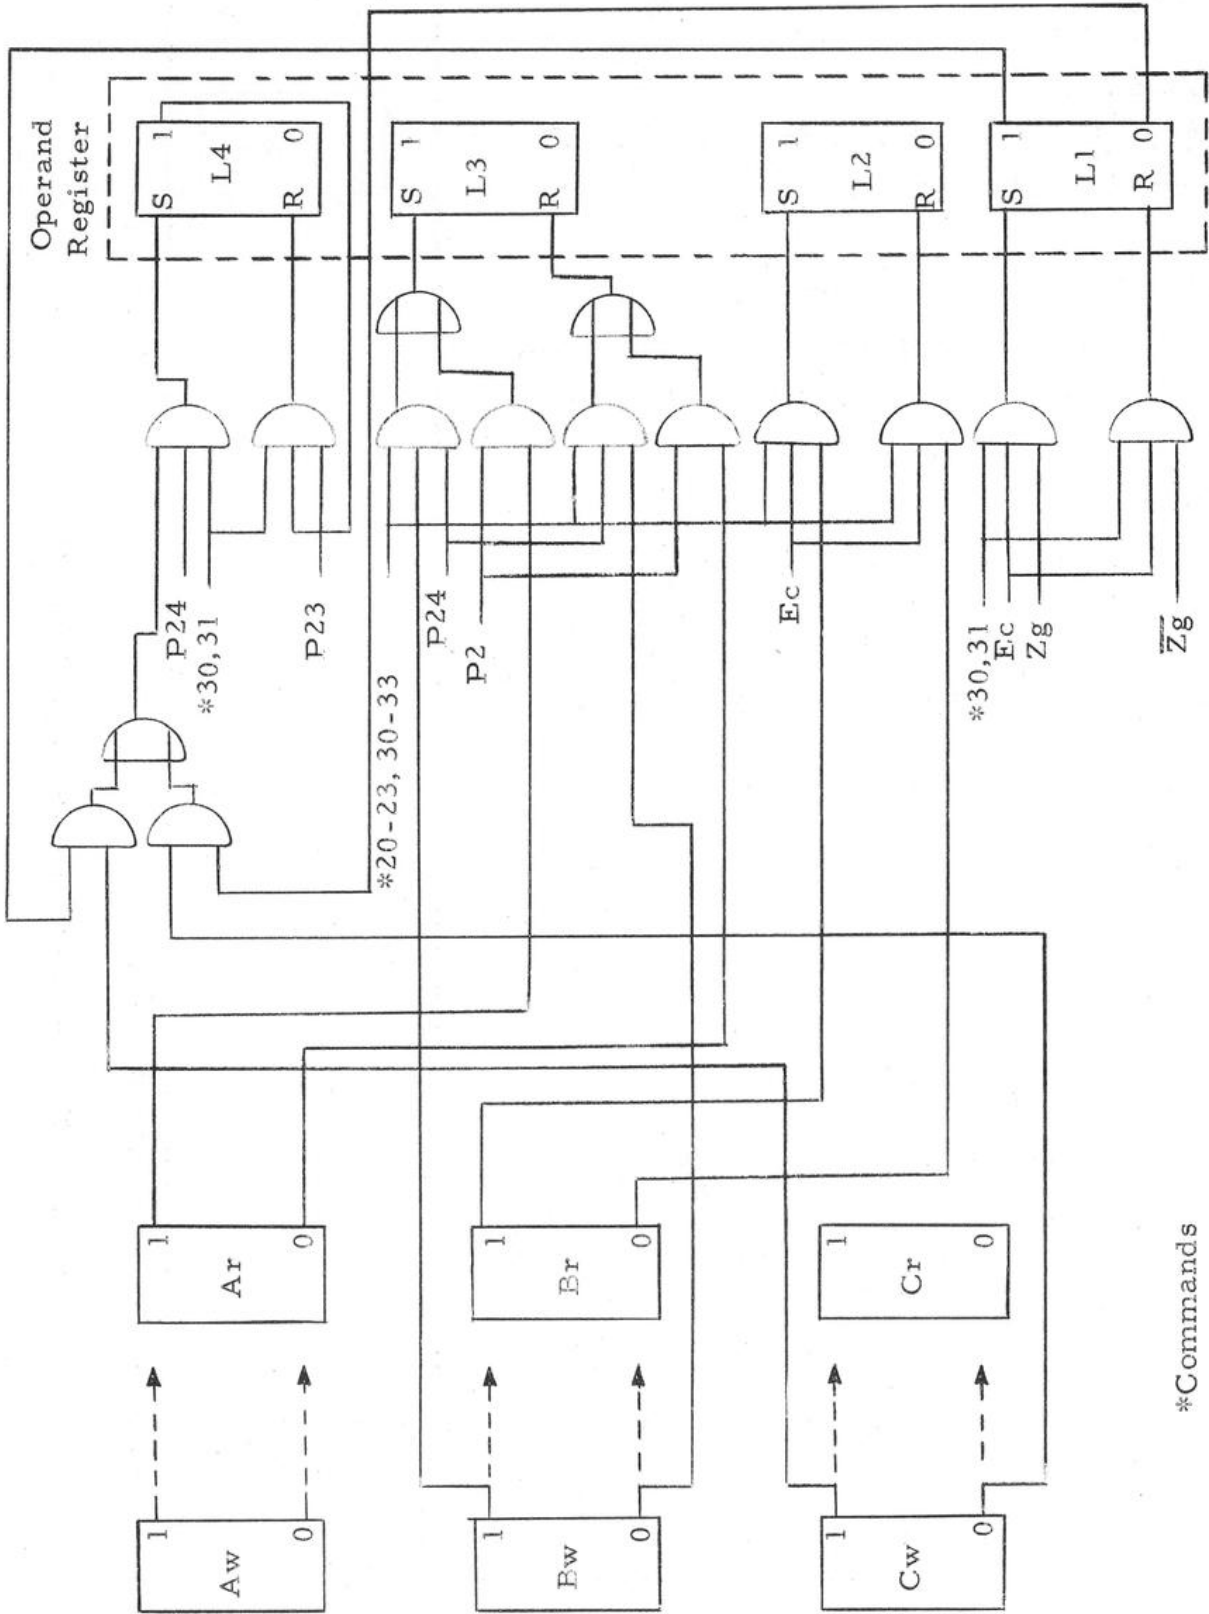 Operand
Register
1
0
L4
S
R
1
0
L3
S
R
1
0
L2
S
R
1
0
L1
S
R
P24
*30,31
P23
*20-23, 30-33
P24
P2
Ec
*30,31
Ec
Zg
Z̅g̅
1
Ar
0
1
Br
0
1
Cr
0
1
Aw
0
1
Bw
0
1
Cw
0
*Commands